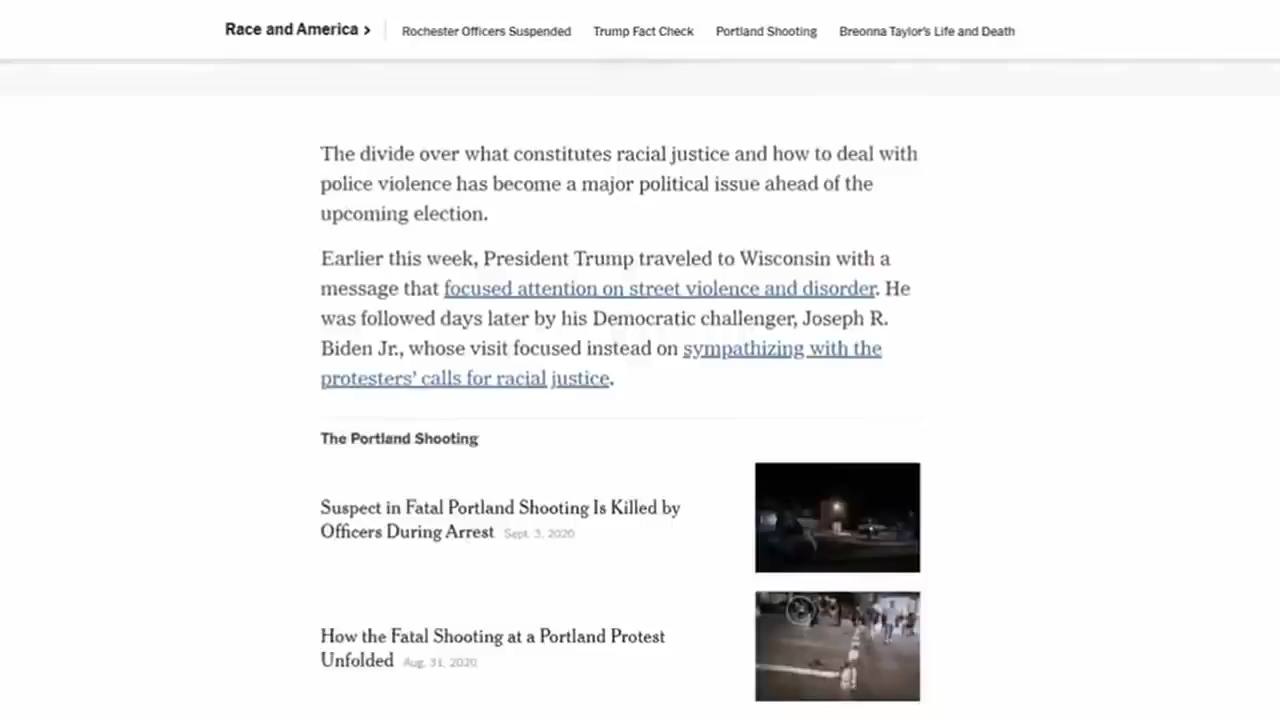 Race and America > Rochester Officers Suspended Trump Fact Check Portland Shooting Breonna Taylor's Life and Death
The divide over what constitutes racial justice and how to deal with
police violence has become a major political issue ahead of the
upcoming election.
Earlier this week, President Trump traveled to Wisconsin with a
message that focused attention on street violence and disorder. He
was followed days later by his Democratic challenger, Joseph R.
Biden Jr., whose visit focused instead on sympathizing with the
protesters' calls for racial justice.
The Portland Shooting
Suspect in Fatal Portland Shooting Is Killed by
Officers During Arrest Sept. 3, 2020
How the Fatal Shooting at a Portland Protest
Unfolded Aug. 31, 2020